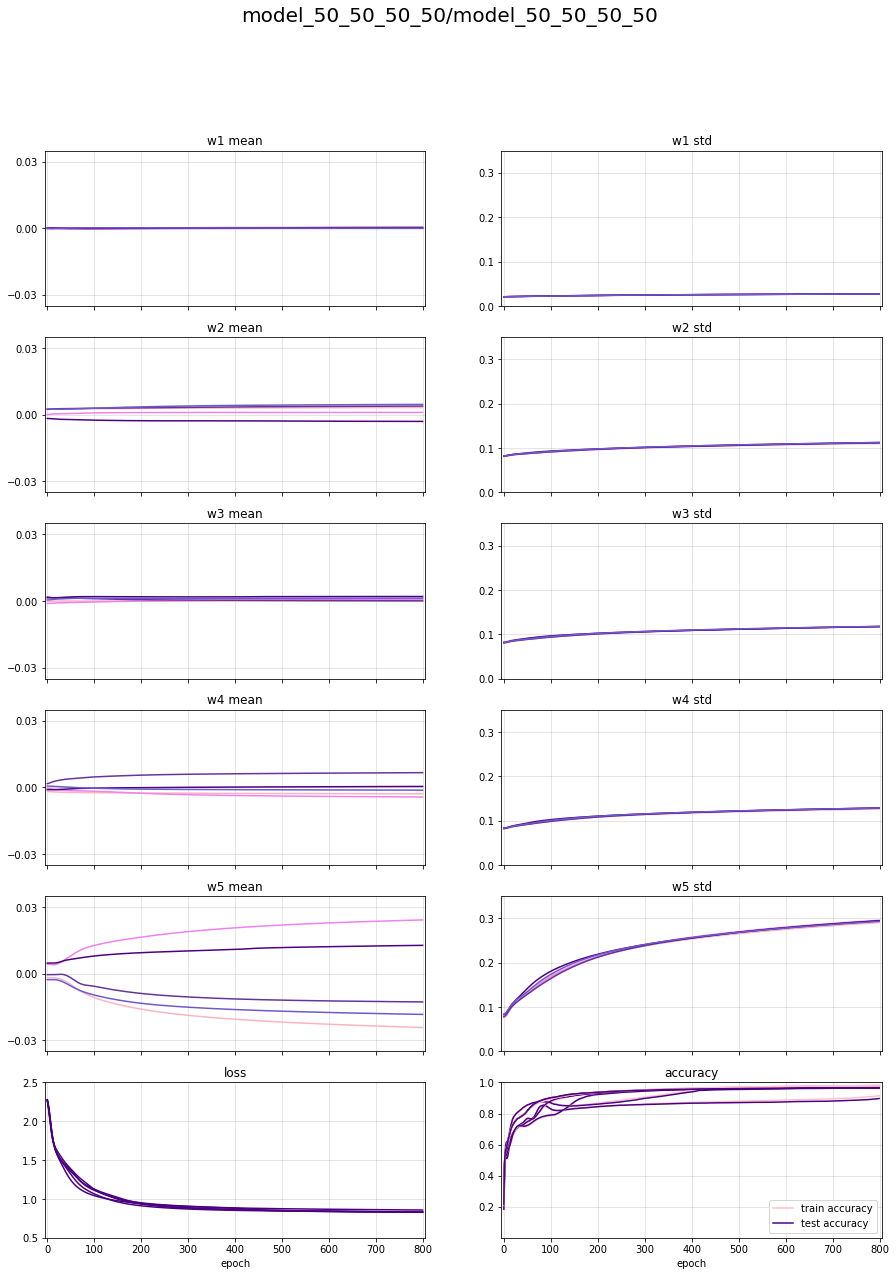 model_50_50_50_50/model_50_50_50_50
w1 mean
0.03
0.00
−0.03
w1 std
0.3
0.2
0.1
0.0
w2 mean
0.03
0.00
−0.03
w2 std
0.3
0.2
0.1
0.0
w3 mean
0.03
0.00
−0.03
w3 std
0.3
0.2
0.1
0.0
w4 mean
0.03
0.00
−0.03
w4 std
0.3
0.2
0.1
0.0
w5 mean
0.03
0.00
−0.03
w5 std
0.3
0.2
0.1
0.0
loss
2.5
2.0
1.5
1.0
0.5
0 100 200 300 400 500 600 700 800
epoch
accuracy
1.0
0.8
0.6
0.4
0.2
train accuracy
test accuracy
0 100 200 300 400 500 600 700 800
epoch